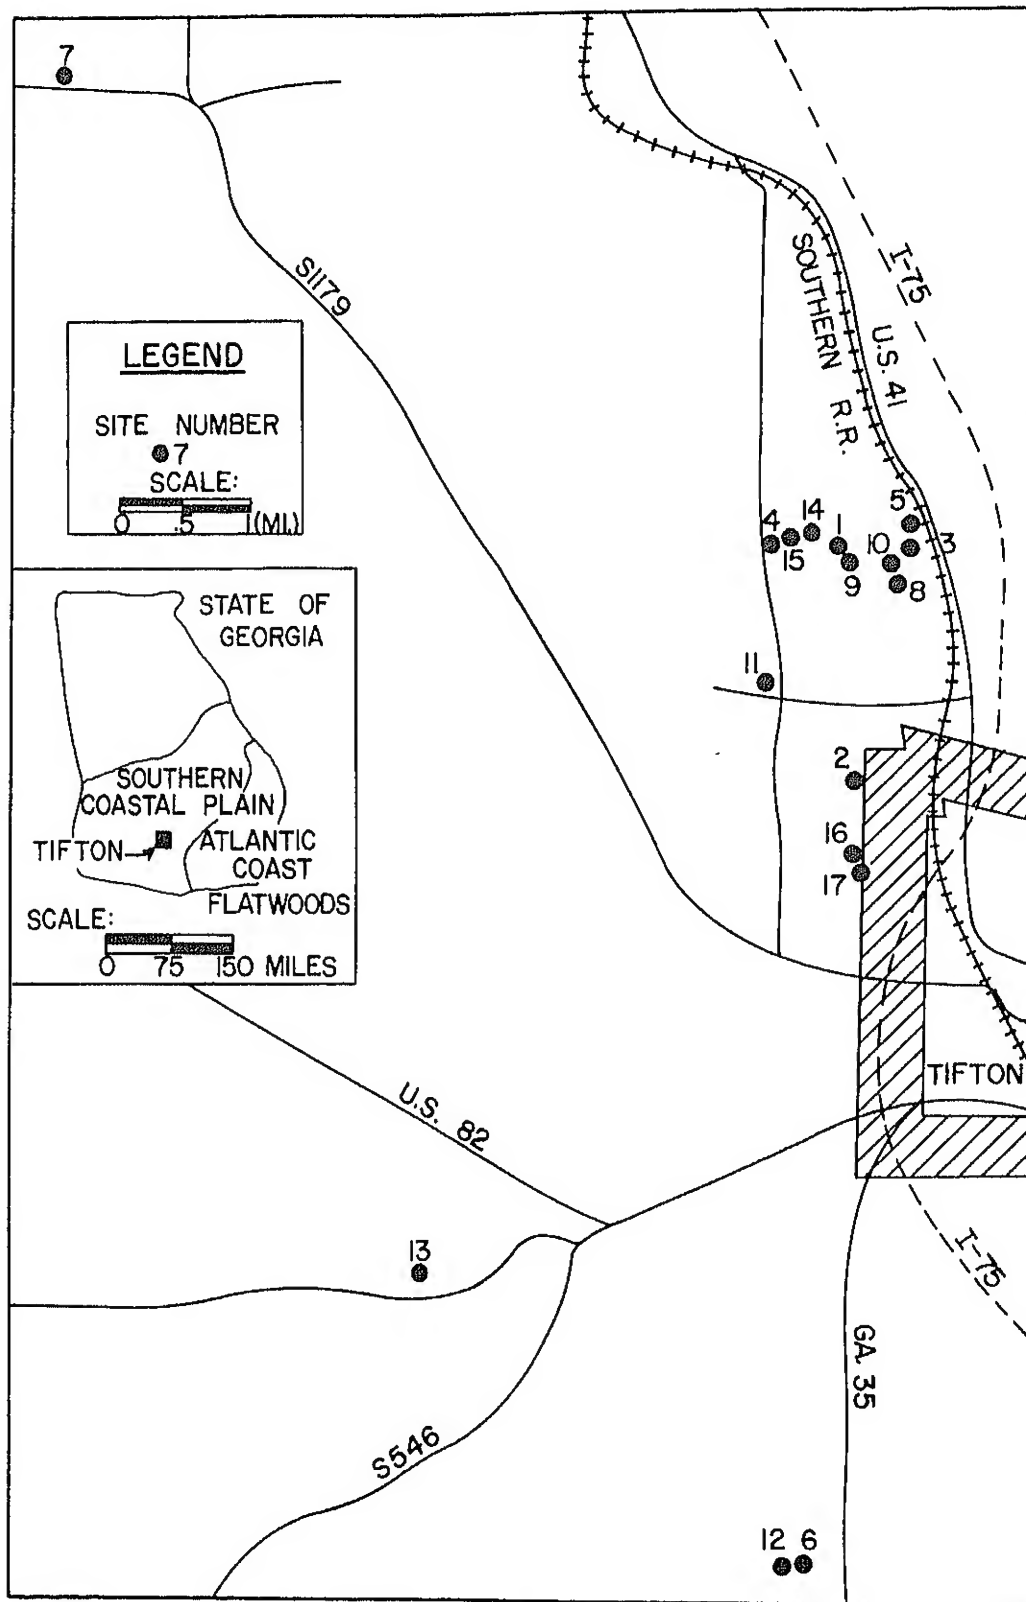 7
S1179
I-75
SOUTHERN R.R.
U.S. 41
LEGEND
SITE NUMBER
7
SCALE:
0 .5 1(MI.)
5
4
14
1
10
3
15
9
8
11
STATE OF
GEORGIA
SOUTHERN
COASTAL PLAIN
TIFTON
ATLANTIC
COAST
FLATWOODS
SCALE:
0 75 150 MILES
2
16
17
TIFTON
U.S. 82
13
I-75
GA. 35
S546
12 6